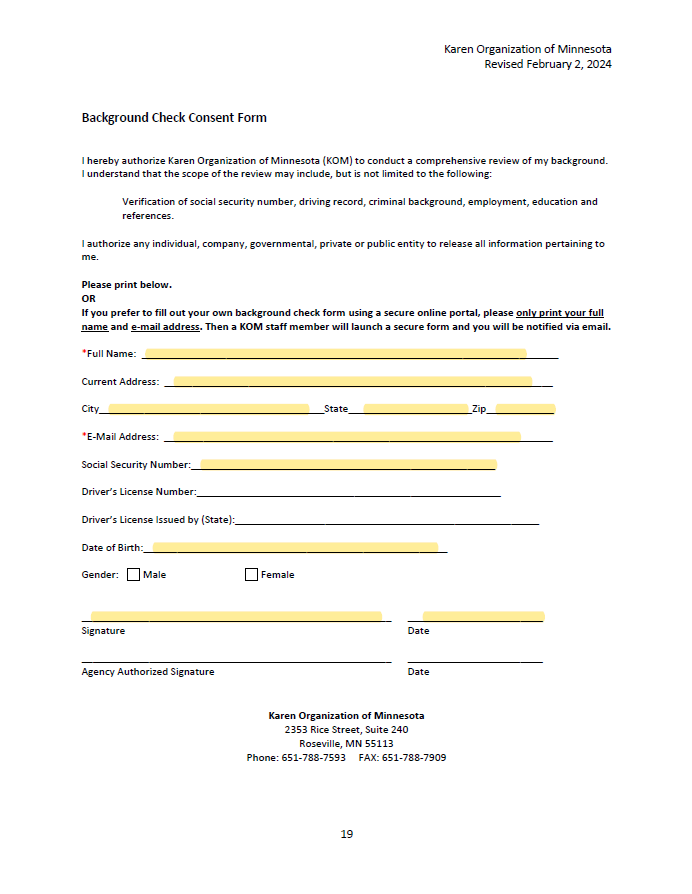 Karen Organization of Minnesota
Revised February 2, 2024
Background Check Consent Form
I hereby authorize Karen Organization of Minnesota (KOM) to conduct a comprehensive review of my background.
I understand that the scope of the review may include, but is not limited to the following:
Verification of social security number, driving record, criminal background, employment, education and
references.
I authorize any individual, company, governmental, private or public entity to release all information pertaining to
me.
Please print below.
OR
If you prefer to fill out your own background check form using a secure online portal, please only print your full
name and e-mail address. Then a KOM staff member will launch a secure form and you will be notified via email.
*Full Name:
Current Address:
City State Zip
*E-Mail Address:
Social Security Number:
Driver's License Number:
Driver's License Issued by (State):
Date of Birth:
Gender: Male Female
Signature Date
Agency Authorized Signature Date
Karen Organization of Minnesota
2353 Rice Street, Suite 240
Roseville, MN 55113
Phone: 651-788-7593 FAX: 651-788-7909
19